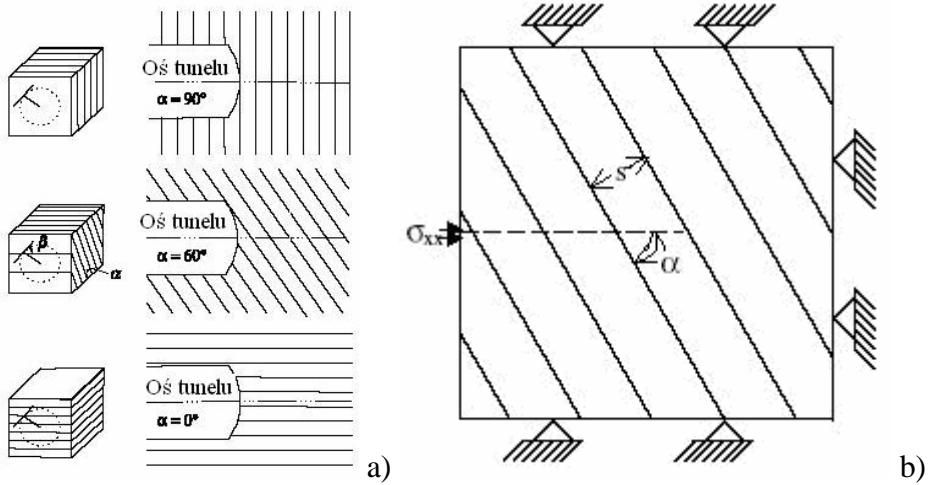 Oś tunelu
α = 90°
β
α
Oś tunelu
α = 60°
Oś tunelu
α = 0°
a)
s
σxx
α
b)